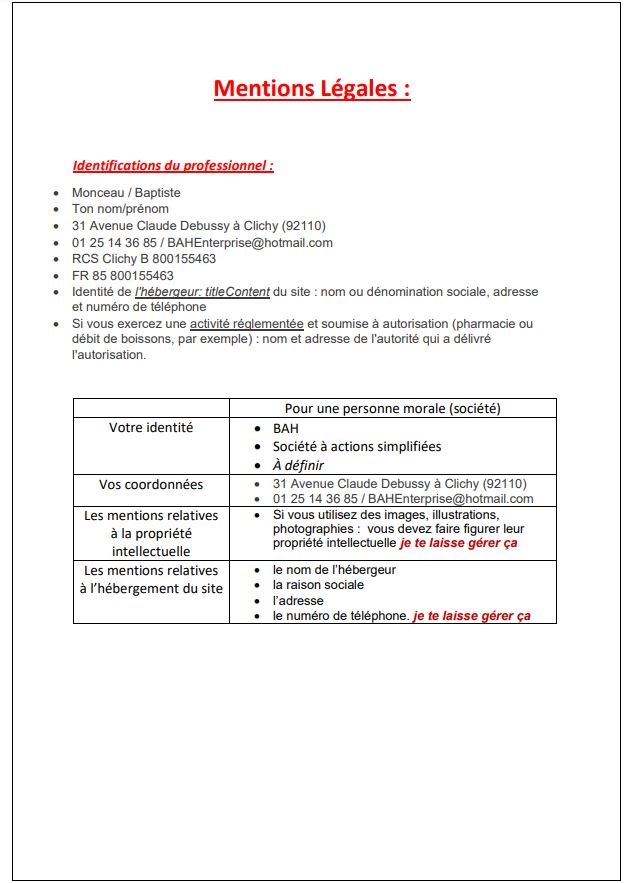 Mentions Légales :
Identifications du professionnel :
• Monceau / Baptiste
• Ton nom/prénom
• 31 Avenue Claude Debussy à Clichy (92110)
• 01 25 14 36 85 / BAHEnterprise@hotmail.com
• RCS Clichy B 800155463
• FR 85 800155463
• Identité de l'hébergeur: titleContent du site : nom ou dénomination sociale, adresse
et numéro de téléphone
• Si vous exercez une activité réglementée et soumise à autorisation (pharmacie ou
débit de boissons, par exemple) : nom et adresse de l'autorité qui a délivré
l'autorisation.
Pour une personne morale (société)
Votre identité
• BAH
• Société à actions simplifiées
• À définir
Vos coordonnées
• 31 Avenue Claude Debussy à Clichy (92110)
• 01 25 14 36 85 / BAHEnterprise@hotmail.com
Les mentions relatives
à la propriété
intellectuelle
• Si vous utilisez des images, illustrations,
photographies : vous devez faire figurer leur
propriété intellectuelle je te laisse gérer ça
Les mentions relatives
à l’hébergement du site
• le nom de l’hébergeur
• la raison sociale
• l’adresse
• le numéro de téléphone. je te laisse gérer ça